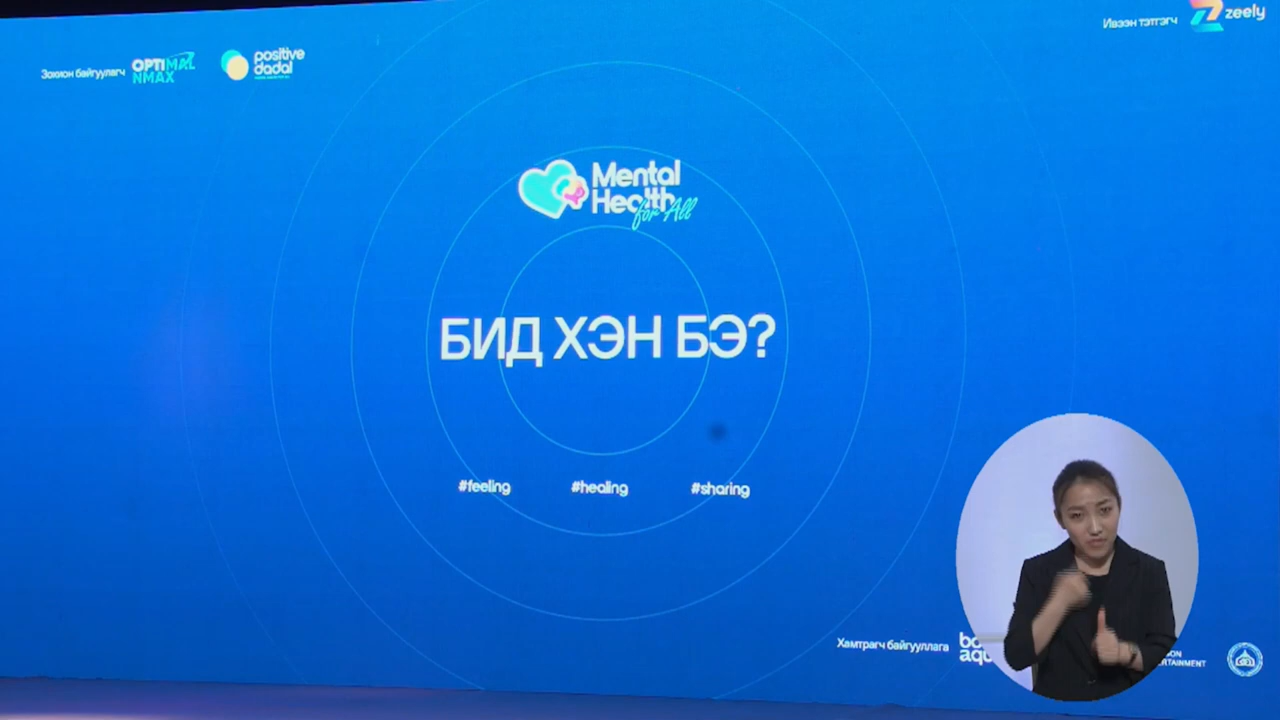 Зохион байгуулагч
OPTIMAL
NMAX
positive
dadal
Ивээн тэтгэгч
zeely
Mental
Health
for All
БИД ХЭН БЭ?
#feeling
#healing
#sharing
Хамтрагч байгууллага